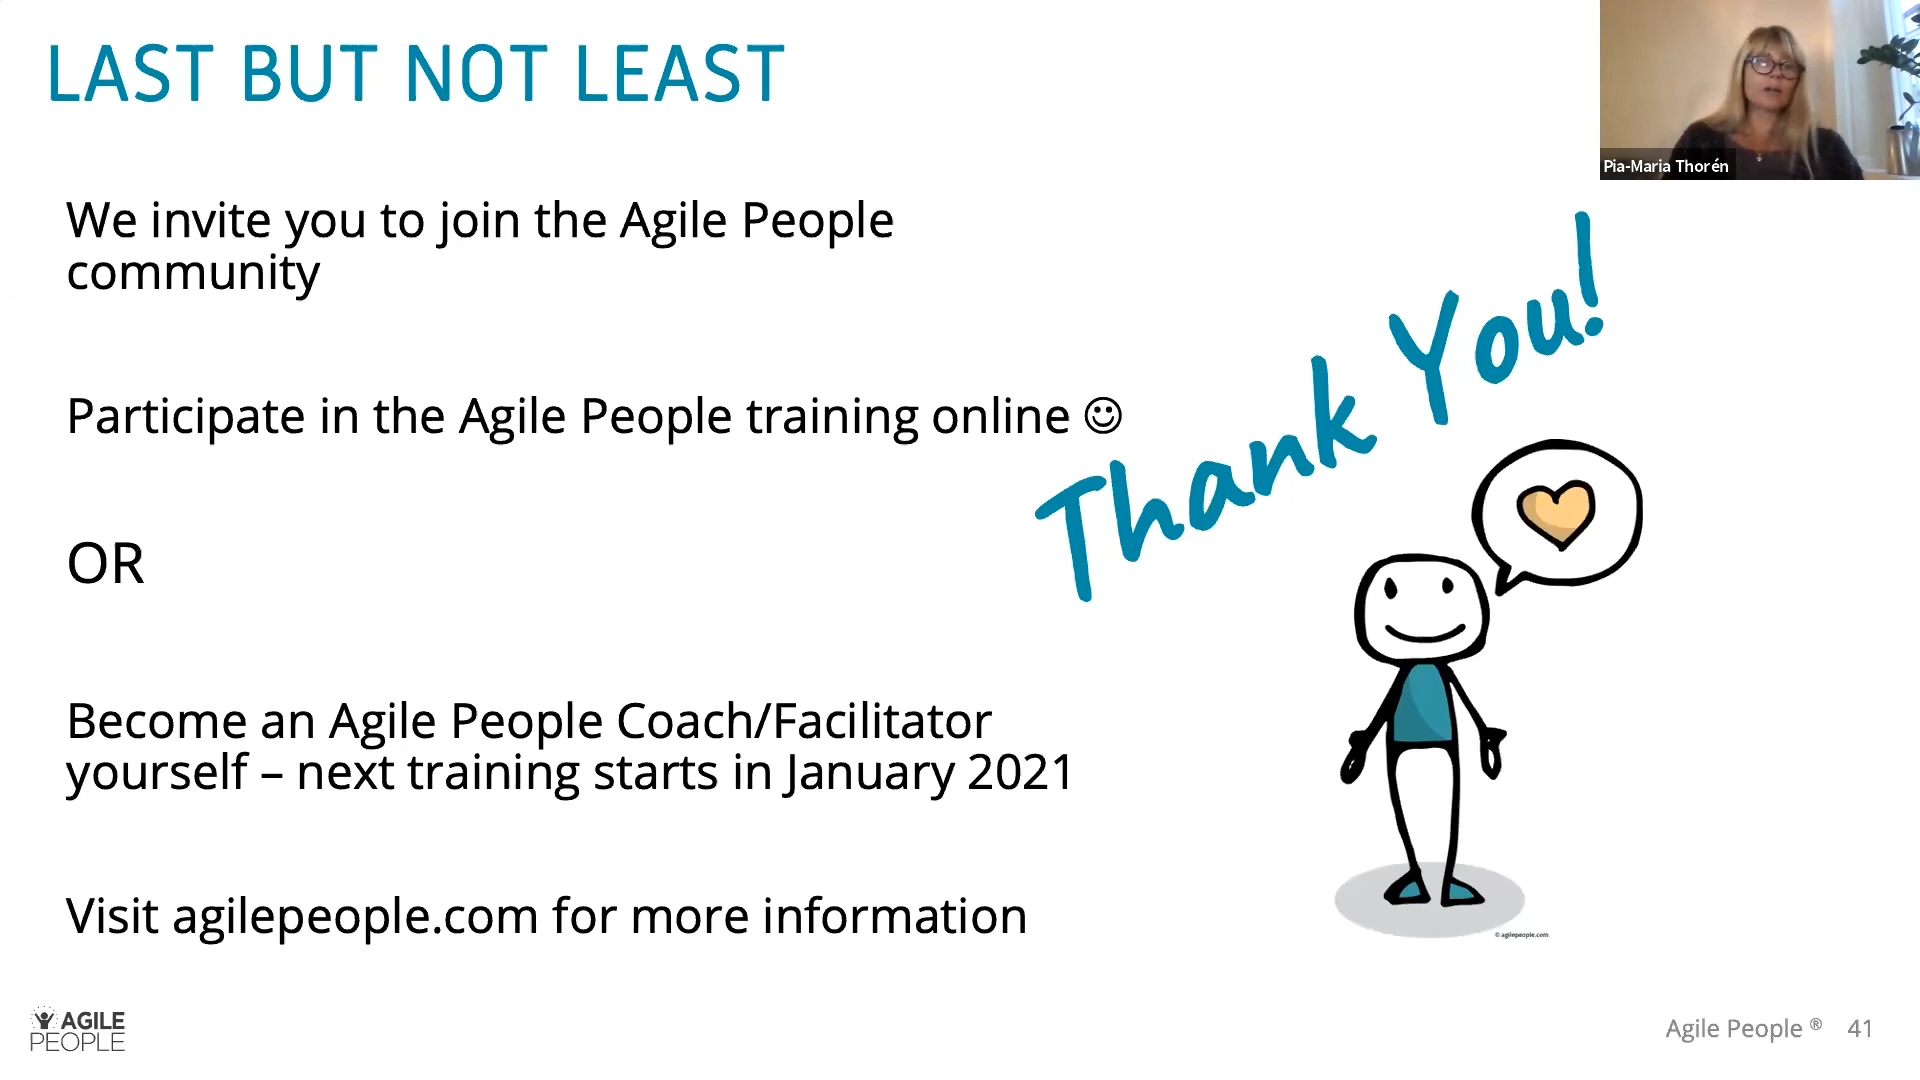 LAST BUT NOT LEAST
Pia-Maria Thorén
We invite you to join the Agile People
community
Participate in the Agile People training online ☺
Thank You!
OR
Become an Agile People Coach/Facilitator
yourself – next training starts in January 2021
Visit agilepeople.com for more information
© agilepeople.com
AGILE
PEOPLE
Agile People ® 41